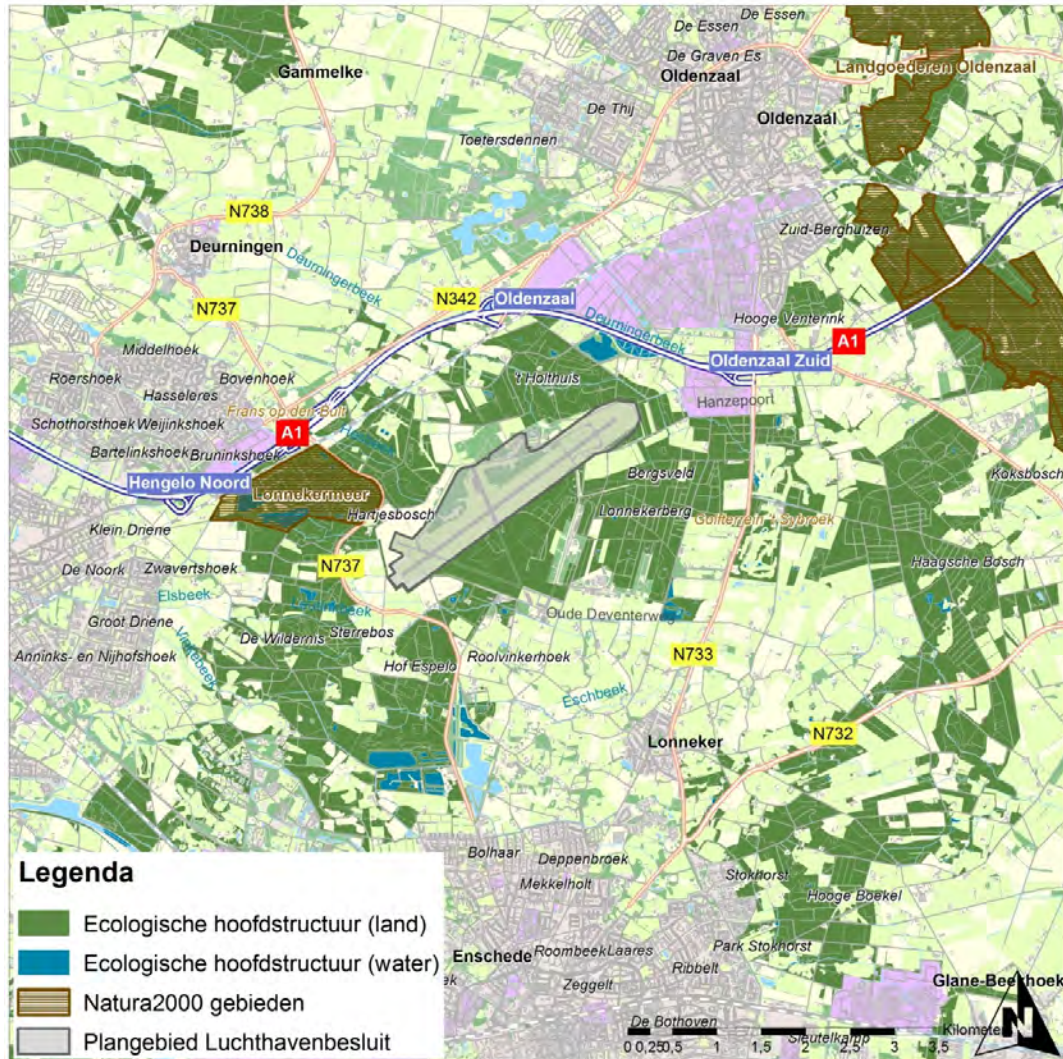 De Essen
De Essen
De Graven Es
Gammelke
Oldenzaal
Landgoederen Oldenzaal
De Thij
Oldenzaal
Toetersdennen
N738
Zuid-Berghuizen
Deurningen
Deurningerbeek
N342
Oldenzaal
N737
Deurningerbeek
Hooge Venterink
A1
Middelhoek
Oldenzaal Zuid
Roershoek
Bovenhoek
't Holthuis
Hasseleres
Hanzepoort
Frans op den Bult
Schothorsthoek
Weijinkshoek
A1
Bartelinkshoek
Bruninkshoek
Bergsveld
Koksbosch
Hengelo Noord
Lonnekermeer
Hartjesbosch
Lonnekerberg
Golfterrein 't Sybroek
Klein Driene
De Noork
Zwavertshoek
N737
Haagsche Bosch
Elsbeek
Oude Deventerweg
Groot Driene
De Wildernis
Sterrebos
Anninks- en Nijhofshoek
Hof Espelo
Roolvinkerhoek
N733
Eschbeek
N732
Lonneker
Bolhaar
Deppenbroek
Mekkelholt
Stokhorst
Hooge Boekel
Enschede
Roombeek
Laares
Park Stokhorst
Ribbelt
Zeggelt
Glane-Beerhoek
De Bothoven
Sleutelkamp
Legenda
Ecologische hoofdstructuur (land)
Ecologische hoofdstructuur (water)
Natura2000 gebieden
Plangebied Luchthavenbesluit
N
Kilometer
0 0,25 0,5 1 1,5 2 2,5 3 3,5